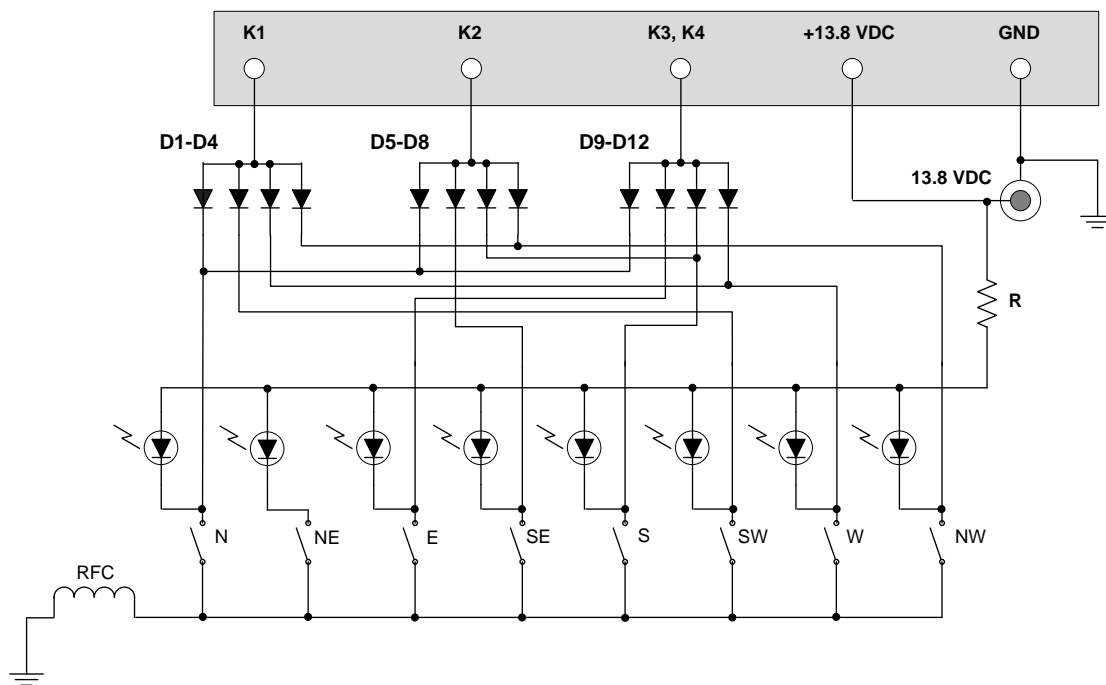 K1
K2
K3, K4
+13.8 VDC
GND
D1-D4
D5-D8
D9-D12
13.8 VDC
R
N
NE
E
SE
S
SW
W
NW
RFC